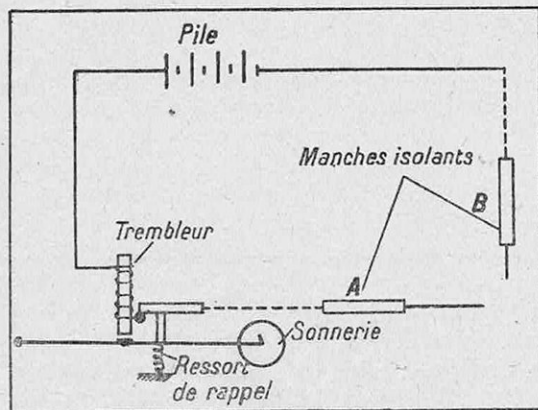 Pile
Manches isolants
B
Trembleur
A
Sonnerie
Ressort
de rappel